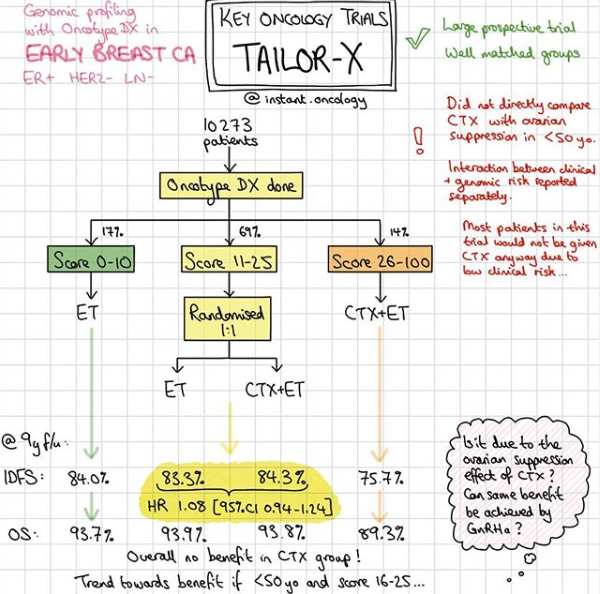 Genomic profiling
with Oncotype DX in
EARLY BREAST CA
ER+ HER2- LN-
KEY ONCOLOGY TRIALS
TAILOR-X
@instant.oncology
Large prospective trial
Well matched groups
Did not directly compare
CTX with ovarian
suppression in <50yo.
!
Interaction between clinical
+ genomic risk reported
separately.
Most patients in this
trial would not be given
CTX anyway due to
low clinical risk...
10273
patients
Oncotype DX done
17% 69% 14%
Score 0-10 Score 11-25 Score 26-100
ET Randomised CTX+ET
1:1
ET CTX+ET
@ 9y f/u:
IDFS: 84.0% 83.3% 84.3% 75.7%
HR 1.08 [95%CI 0.94-1.24]
OS: 93.7% 93.9% 93.8% 89.3%
Overall no benefit in CTX group!
Trend towards benefit if <50yo and score 16-25...
Is it due to the
ovarian suppression
effect of CTX?
Can same benefit
be achieved by
GnRHa?